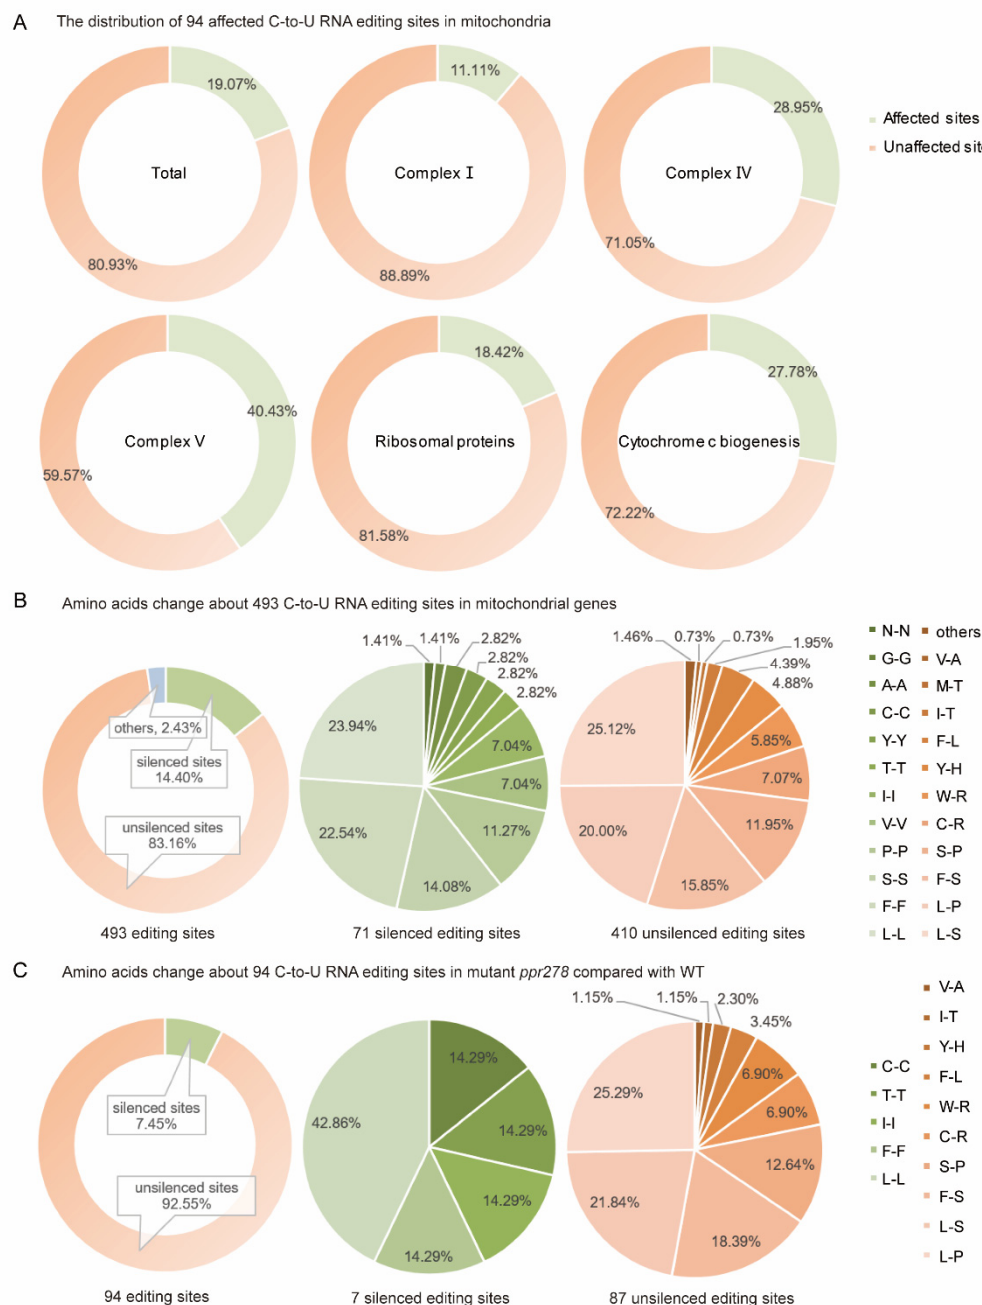 A The distribution of 94 affected C-to-U RNA editing sites in mitochondria
19.07%
Total
80.93%
11.11%
Complex I
88.89%
28.95%
Complex IV
71.05%
Affected sites
Unaffected sit
40.43%
Complex V
59.57%
18.42%
Ribosomal proteins
81.58%
27.78%
Cytochrome c biogenesis
72.22%
B Amino acids change about 493 C-to-U RNA editing sites in mitochondrial genes
others, 2.43%
silenced sites
14.40%
unsilenced sites
83.16%
493 editing sites
1.41%
1.41%
2.82%
2.82%
2.82%
2.82%
7.04%
7.04%
11.27%
14.08%
22.54%
23.94%
71 silenced editing sites
1.46%
0.73%
0.73%
1.95%
4.39%
4.88%
5.85%
7.07%
11.95%
15.85%
20.00%
25.12%
410 unsilenced editing sites
N-N
G-G
A-A
C-C
Y-Y
T-T
I-I
V-V
P-P
S-S
F-F
L-L
others
V-A
M-T
I-T
F-L
Y-H
W-R
C-R
S-P
F-S
L-P
L-S
C Amino acids change about 94 C-to-U RNA editing sites in mutant ppr278 compared with WT
silenced sites
7.45%
unsilenced sites
92.55%
94 editing sites
14.29%
14.29%
14.29%
14.29%
42.86%
7 silenced editing sites
1.15%
1.15%
2.30%
3.45%
6.90%
6.90%
12.64%
18.39%
21.84%
25.29%
87 unsilenced editing sites
C-C
T-T
I-I
F-F
L-L
V-A
I-T
Y-H
F-L
W-R
C-R
S-P
F-S
L-S
L-P